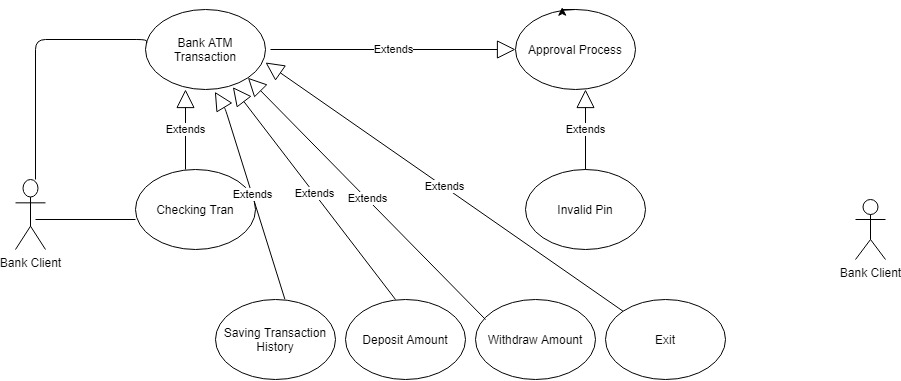 Bank ATM
Transaction
Extends
Approval Process
Extends
Extends
Extends
Extends
Extends
Extends
Checking Tran
Invalid Pin
Bank Client
Bank Client
Saving Transaction
History
Deposit Amount
Withdraw Amount
Exit